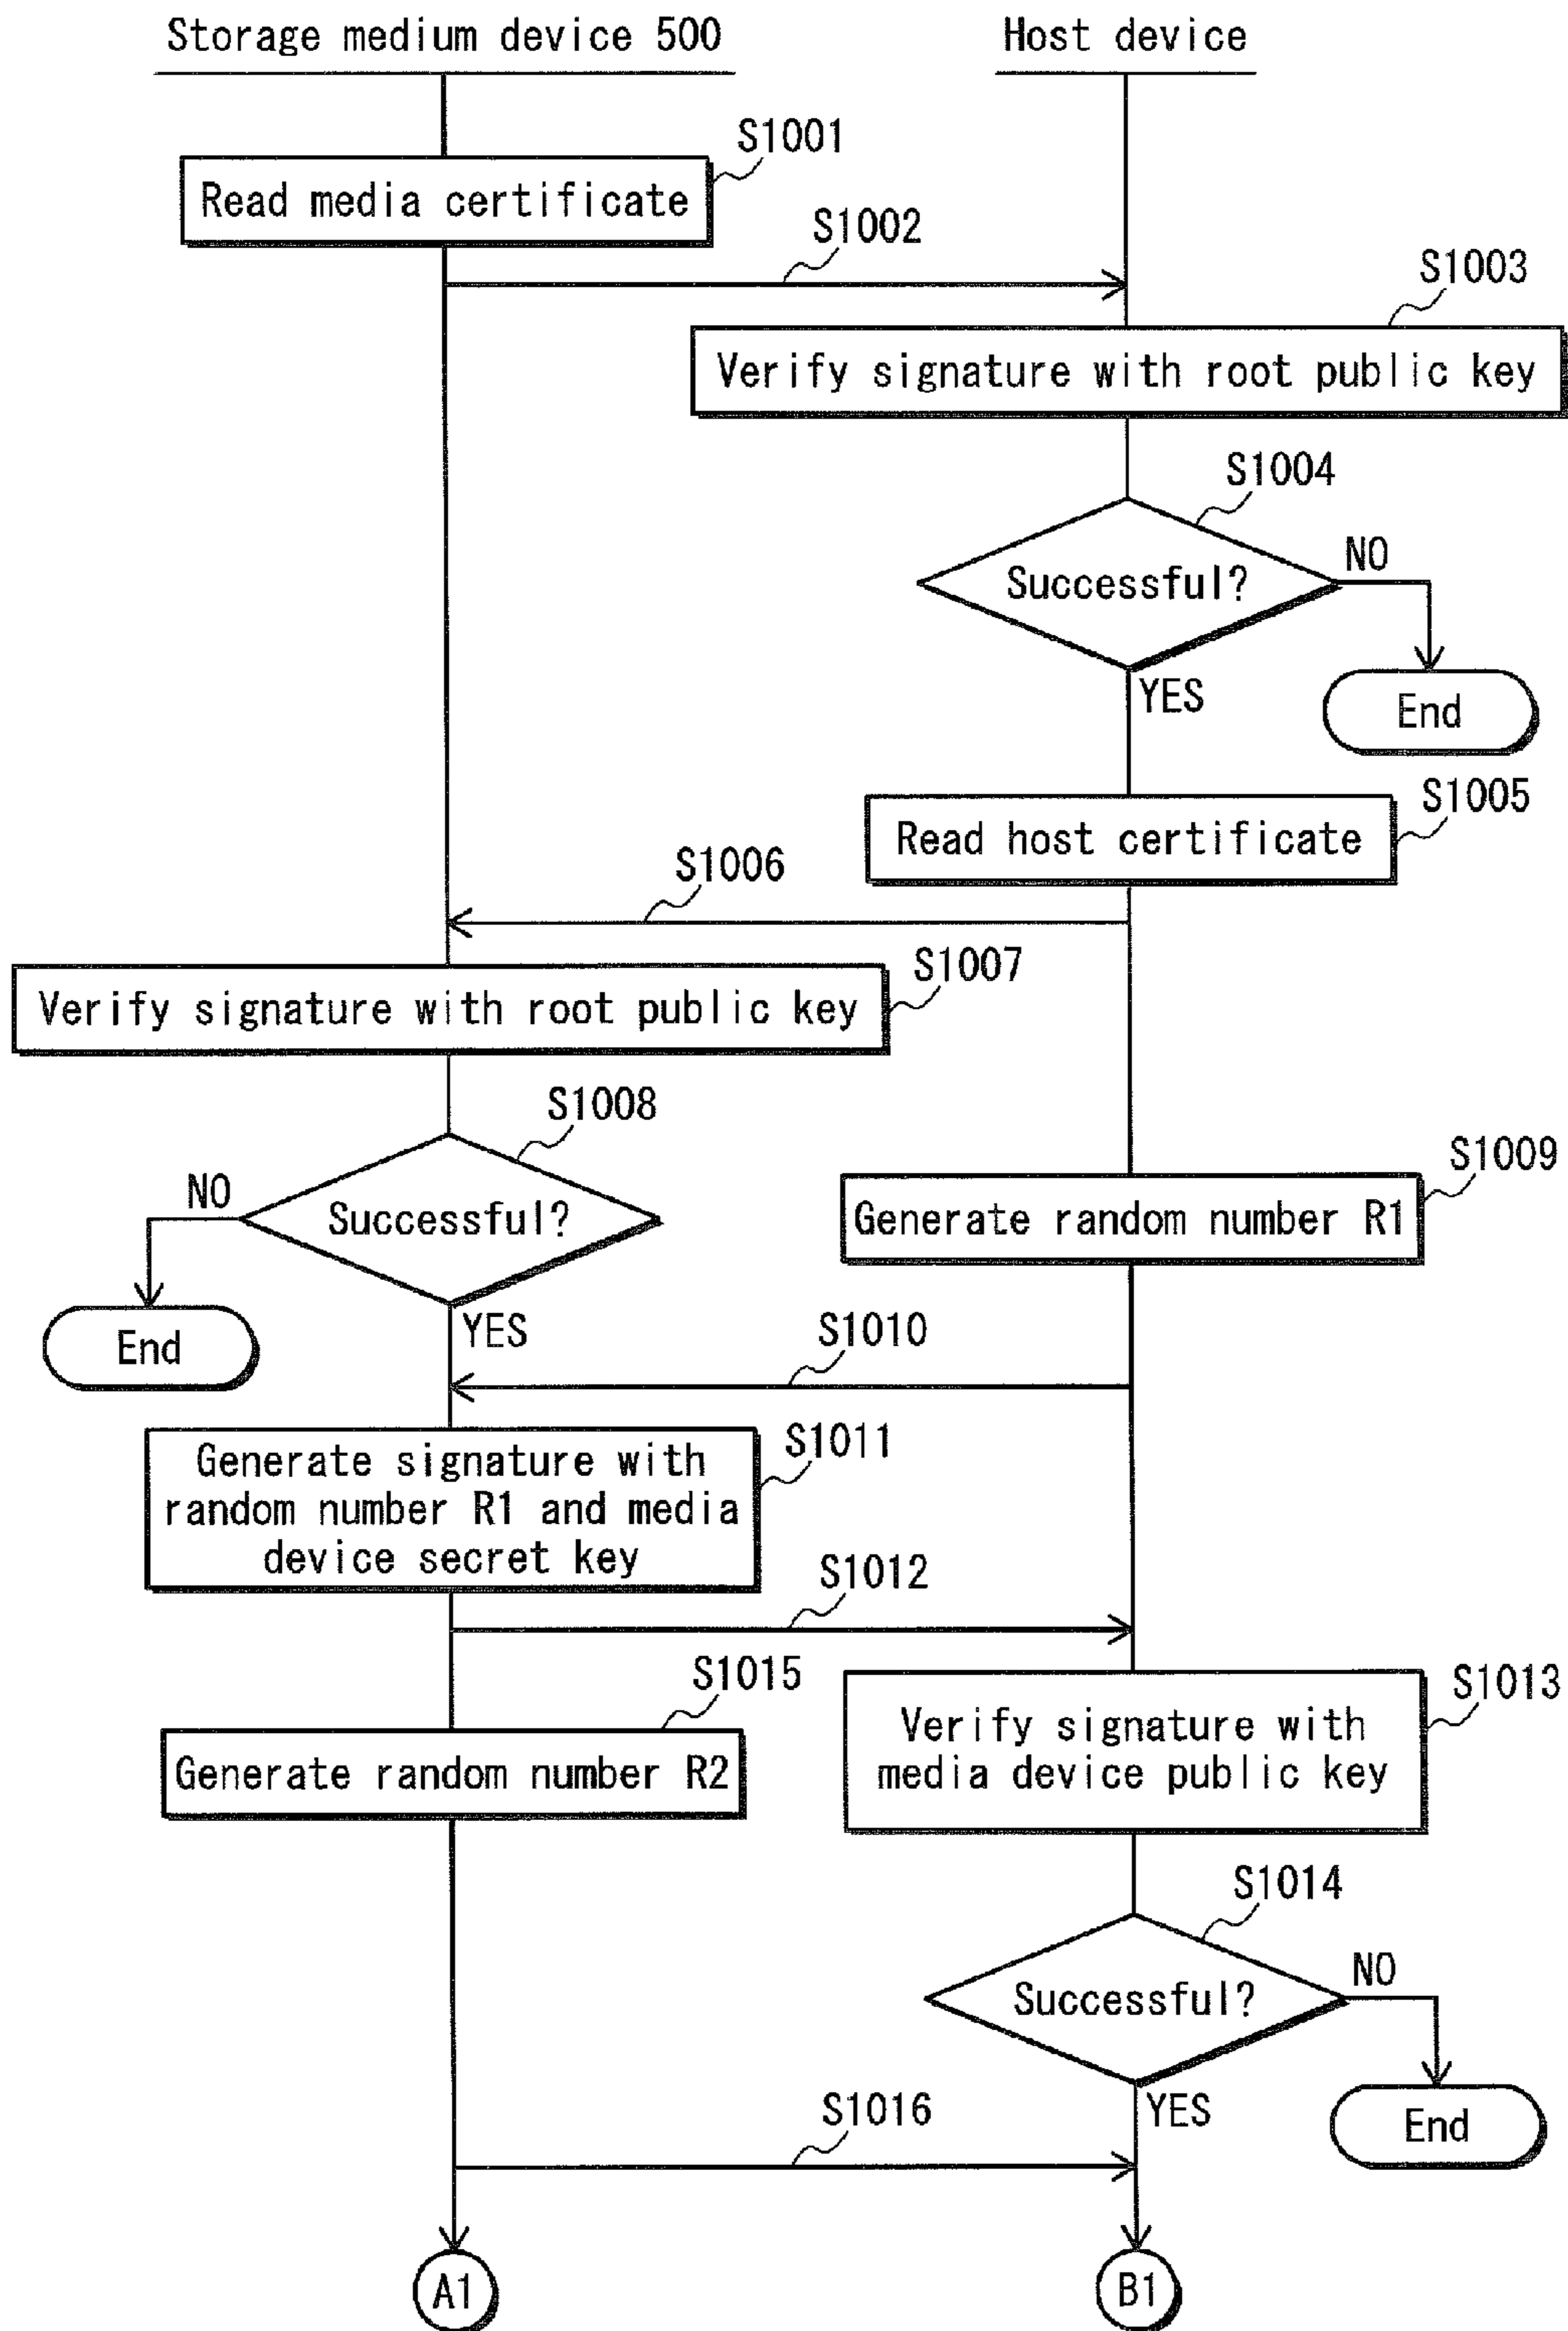 Storage medium device 500
Host device
S1001
Read media certificate
S1002
S1003
Verify signature with root public key
S1004
Successful?
NO
YES
End
S1005
Read host certificate
S1006
S1007
Verify signature with root public key
S1008
Successful?
NO
YES
End
S1009
Generate random number R1
S1010
S1011
Generate signature with
random number R1 and media
device secret key
S1012
S1015
Generate random number R2
S1013
Verify signature with
media device public key
S1014
Successful?
NO
YES
End
S1016
A1
B1